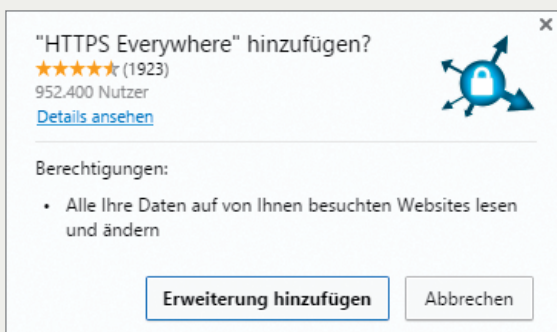 "HTTPS Everywhere" hinzufügen?
(1923)
952.400 Nutzer
Details ansehen
Berechtigungen:
• Alle Ihre Daten auf von Ihnen besuchten Websites lesen
und ändern
Erweiterung hinzufügen Abbrechen